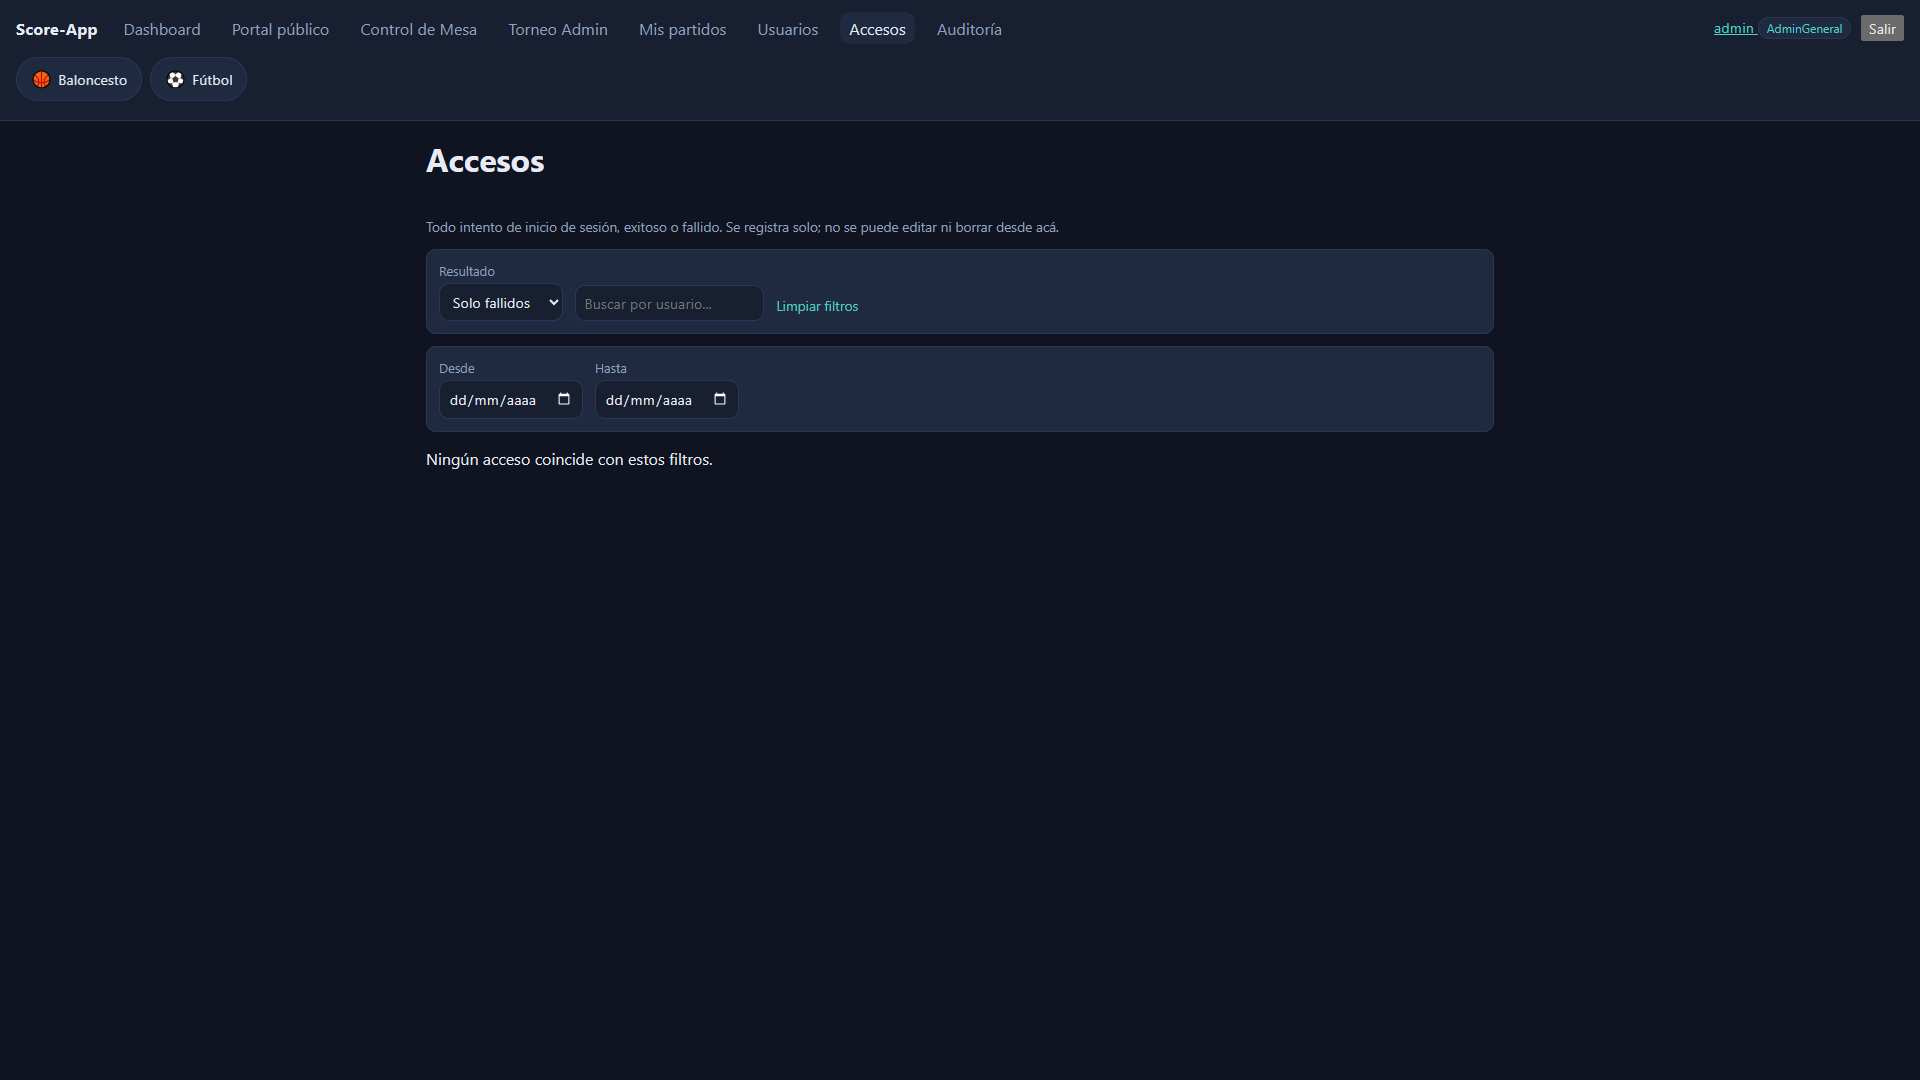 Score-App Dashboard Portal público Control de Mesa Torneo Admin Mis partidos Usuarios Accesos Auditoría admin AdminGeneral Salir
Baloncesto Fútbol
Accesos
Todo intento de inicio de sesión, exitoso o fallido. Se registra solo; no se puede editar ni borrar desde acá.
Resultado
Solo fallidos Buscar por usuario... Limpiar filtros
Desde Hasta
dd/mm/aaaa dd/mm/aaaa
Ningún acceso coincide con estos filtros.